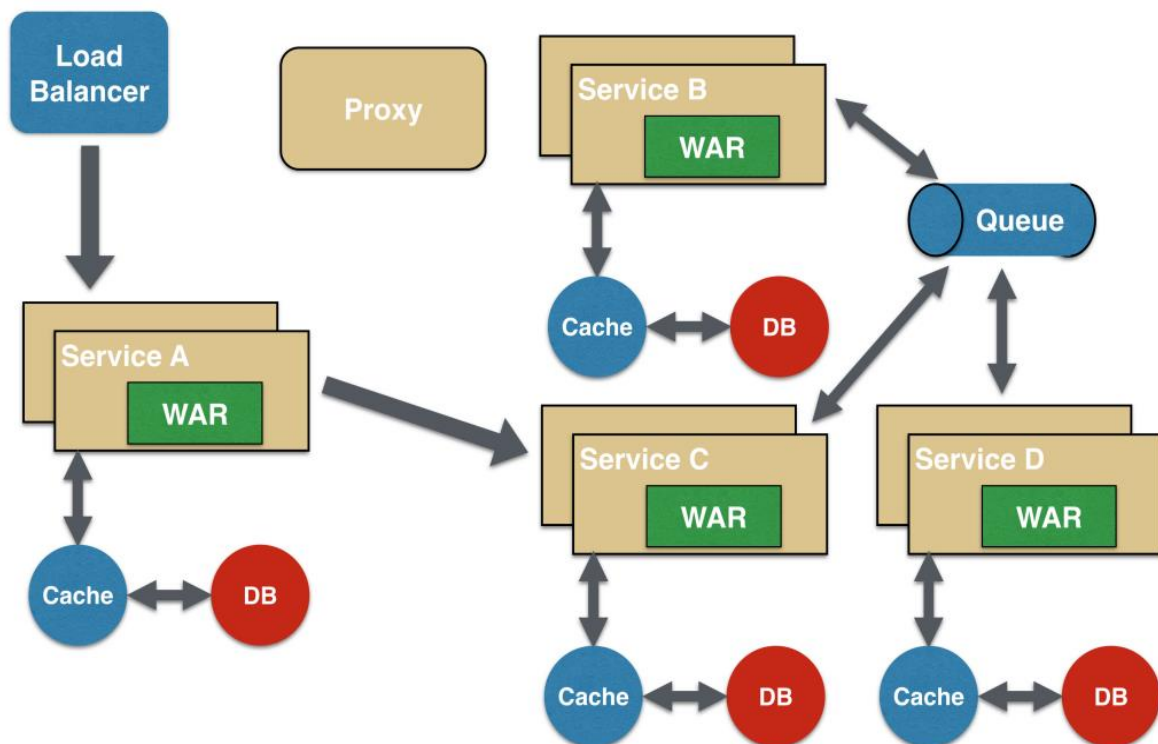 Load
Balancer
Proxy
Service B
WAR
Queue
Cache
DB
Service A
WAR
Cache
DB
Service C
WAR
Cache
DB
Service D
WAR
Cache
DB